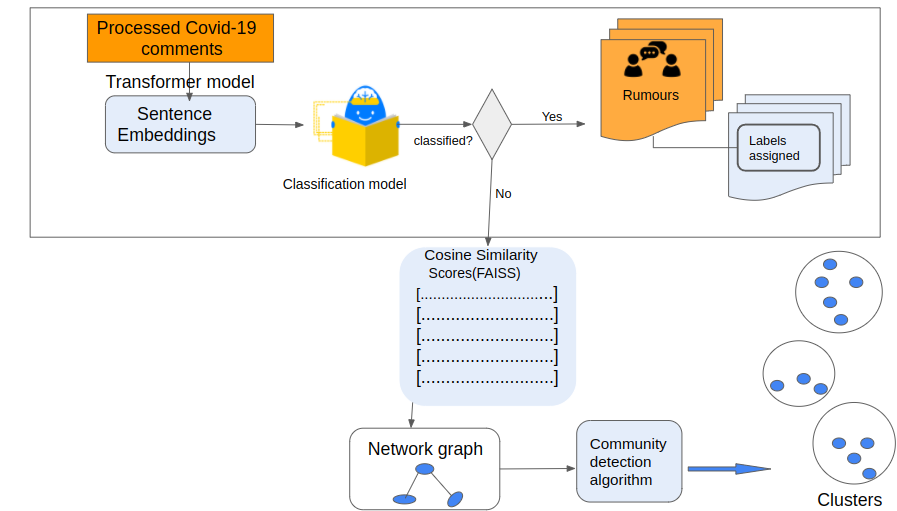 Processed Covid-19
comments
Transformer model
Sentence
Embeddings
Classification model
classified?
Yes
No
Rumours
Labels
assigned
Cosine Similarity
Scores(FAISS)
[...............................]
[...............................]
[...............................]
[...............................]
[...............................]
Network graph
Community
detection
algorithm
Clusters